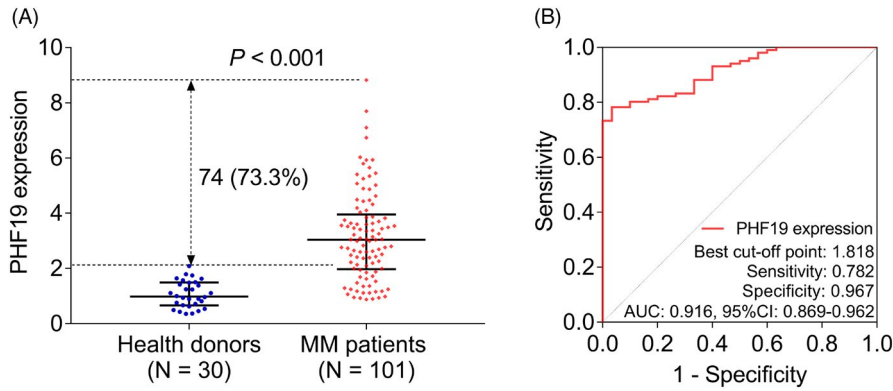 (A)
PHF19 expression
10
8
6
4
2
0
P < 0.001
74 (73.3%)
Health donors
(N = 30)
MM patients
(N = 101)
(B)
Sensitivity
1.0
0.8
0.6
0.4
0.2
0.0
PHF19 expression
Best cut-off point: 1.818
Sensitivity: 0.782
Specificity: 0.967
AUC: 0.916, 95%CI: 0.869-0.962
0.0 0.2 0.4 0.6 0.8 1.0
1 - Specificity